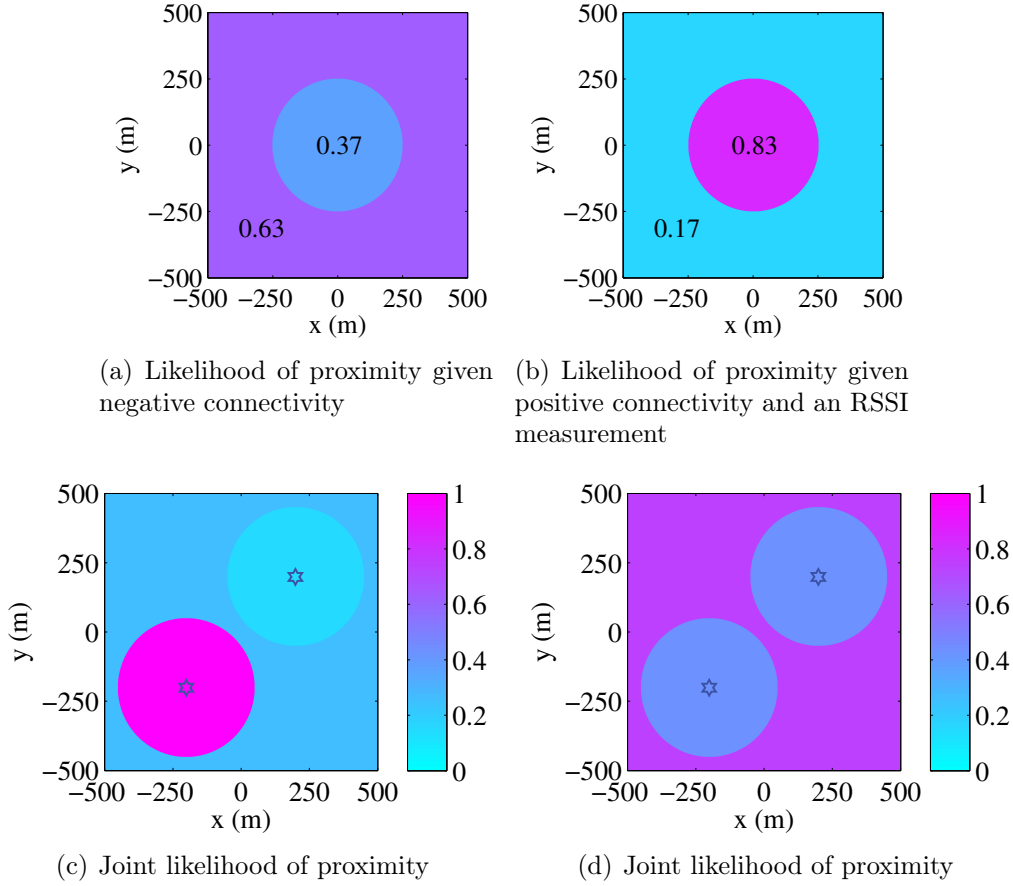 500
250
0
−250
−500
y (m)
0.37
0.63
−500 −250 0 250 500
x (m)
500
250
0
−250
−500
y (m)
0.83
0.17
−500 −250 0 250 500
x (m)
(a) Likelihood of proximity given
negative connectivity
(b) Likelihood of proximity given
positive connectivity and an RSSI
measurement
500
250
0
−250
−500
y (m)
−500 −250 0 250 500
x (m)
1
0.8
0.6
0.4
0.2
0
500
250
0
−250
−500
y (m)
−500 −250 0 250 500
x (m)
1
0.8
0.6
0.4
0.2
0
(c) Joint likelihood of proximity
(d) Joint likelihood of proximity